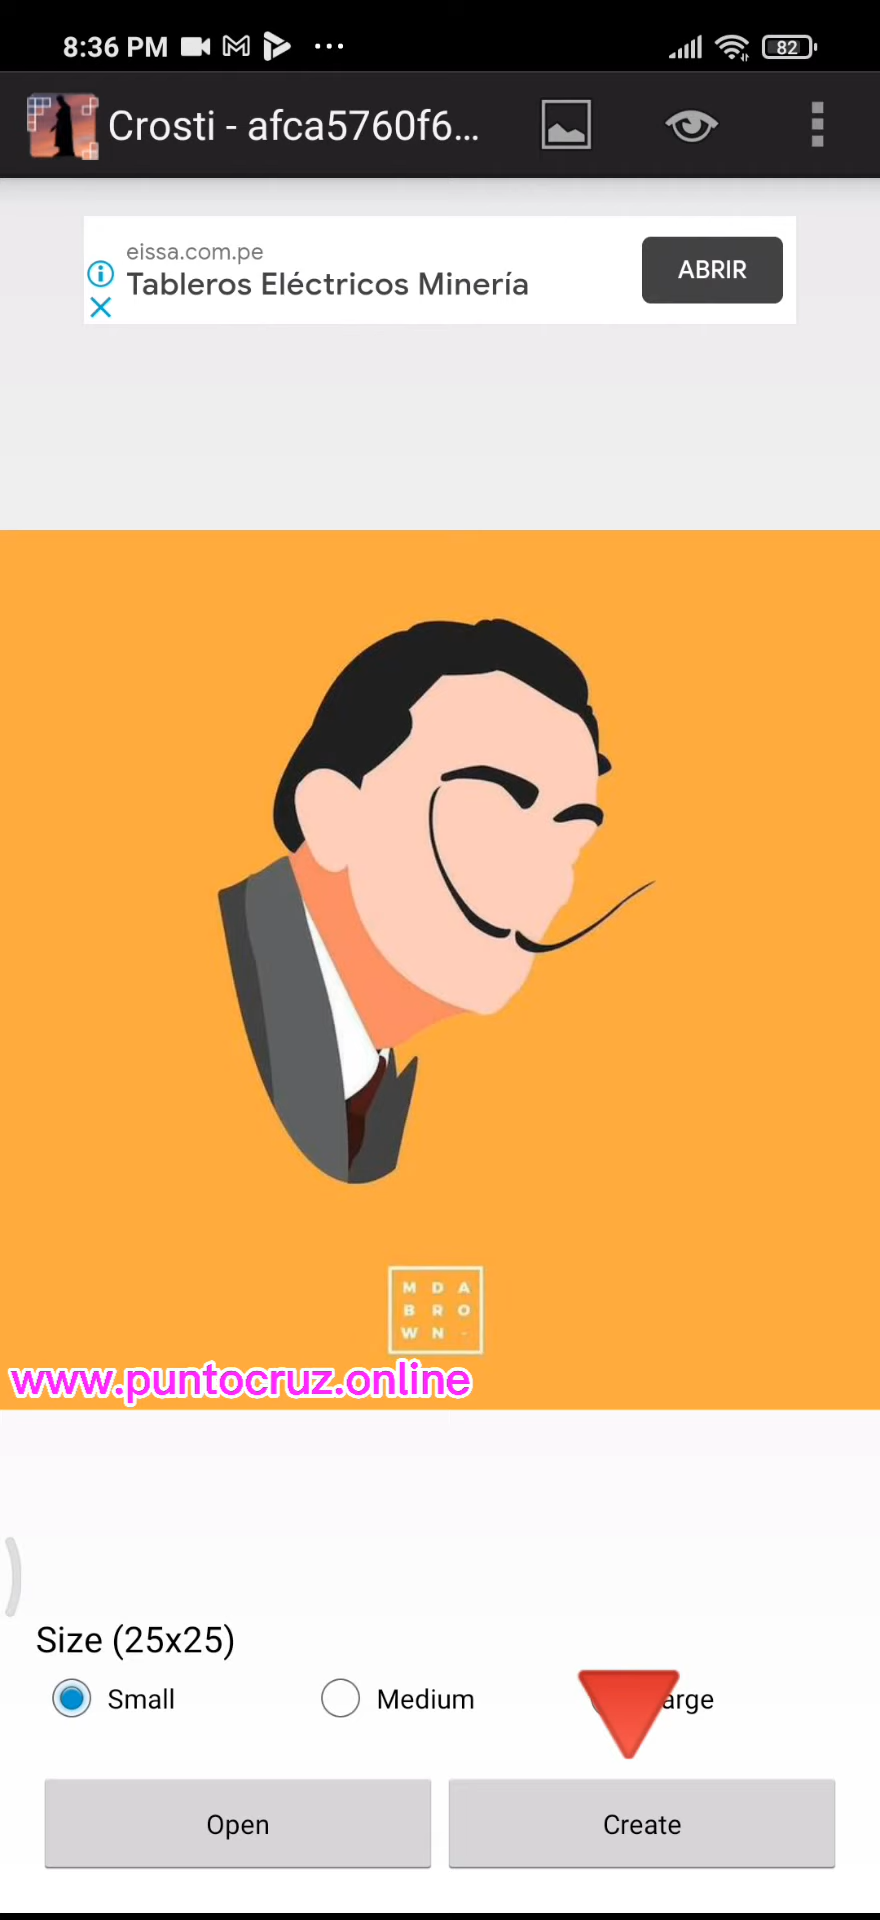 8:36 PM
82
Crosti - afca5760f6...
eissa.com.pe
Tableros Eléctricos Minería
ABRIR
M D A
B R O
W N -
www.puntocruz.online
Size (25x25)
Small
Medium
arge
Open
Create